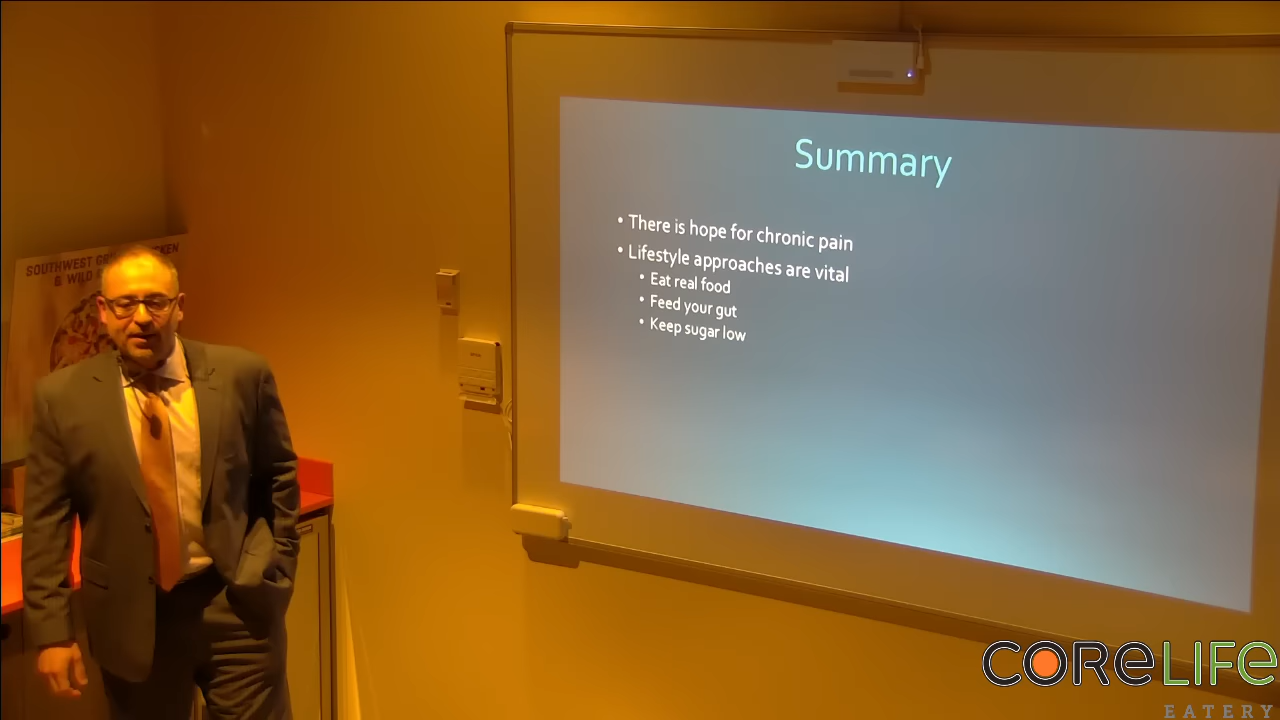 Summary
• There is hope for chronic pain
• Lifestyle approaches are vital
• Eat real food
• Feed your gut
• Keep sugar low
SOUTHWEST
& WILD
CORELIFE
EATERY